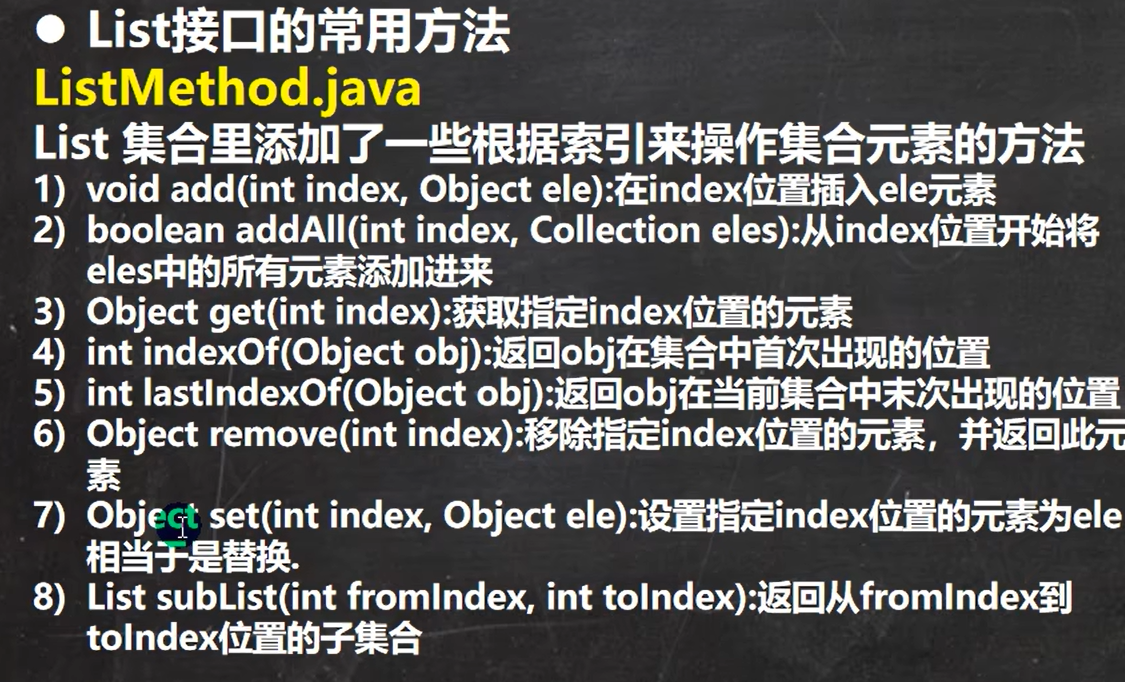 ● List接口的常用方法
ListMethod.java
List 集合里添加了一些根据索引来操作集合元素的方法
1) void add(int index, Object ele):在index位置插入ele元素
2) boolean addAll(int index, Collection eles):从index位置开始将
eles中的所有元素添加进来
3) Object get(int index):获取指定index位置的元素
4) int indexOf(Object obj):返回obj在集合中首次出现的位置
5) int lastIndexOf(Object obj):返回obj在当前集合中末次出现的位置
6) Object remove(int index):移除指定index位置的元素，并返回此元
素
7) Object set(int index, Object ele):设置指定index位置的元素为ele
相当于是替换.
8) List subList(int fromIndex, int toIndex):返回从fromIndex到
toIndex位置的子集合